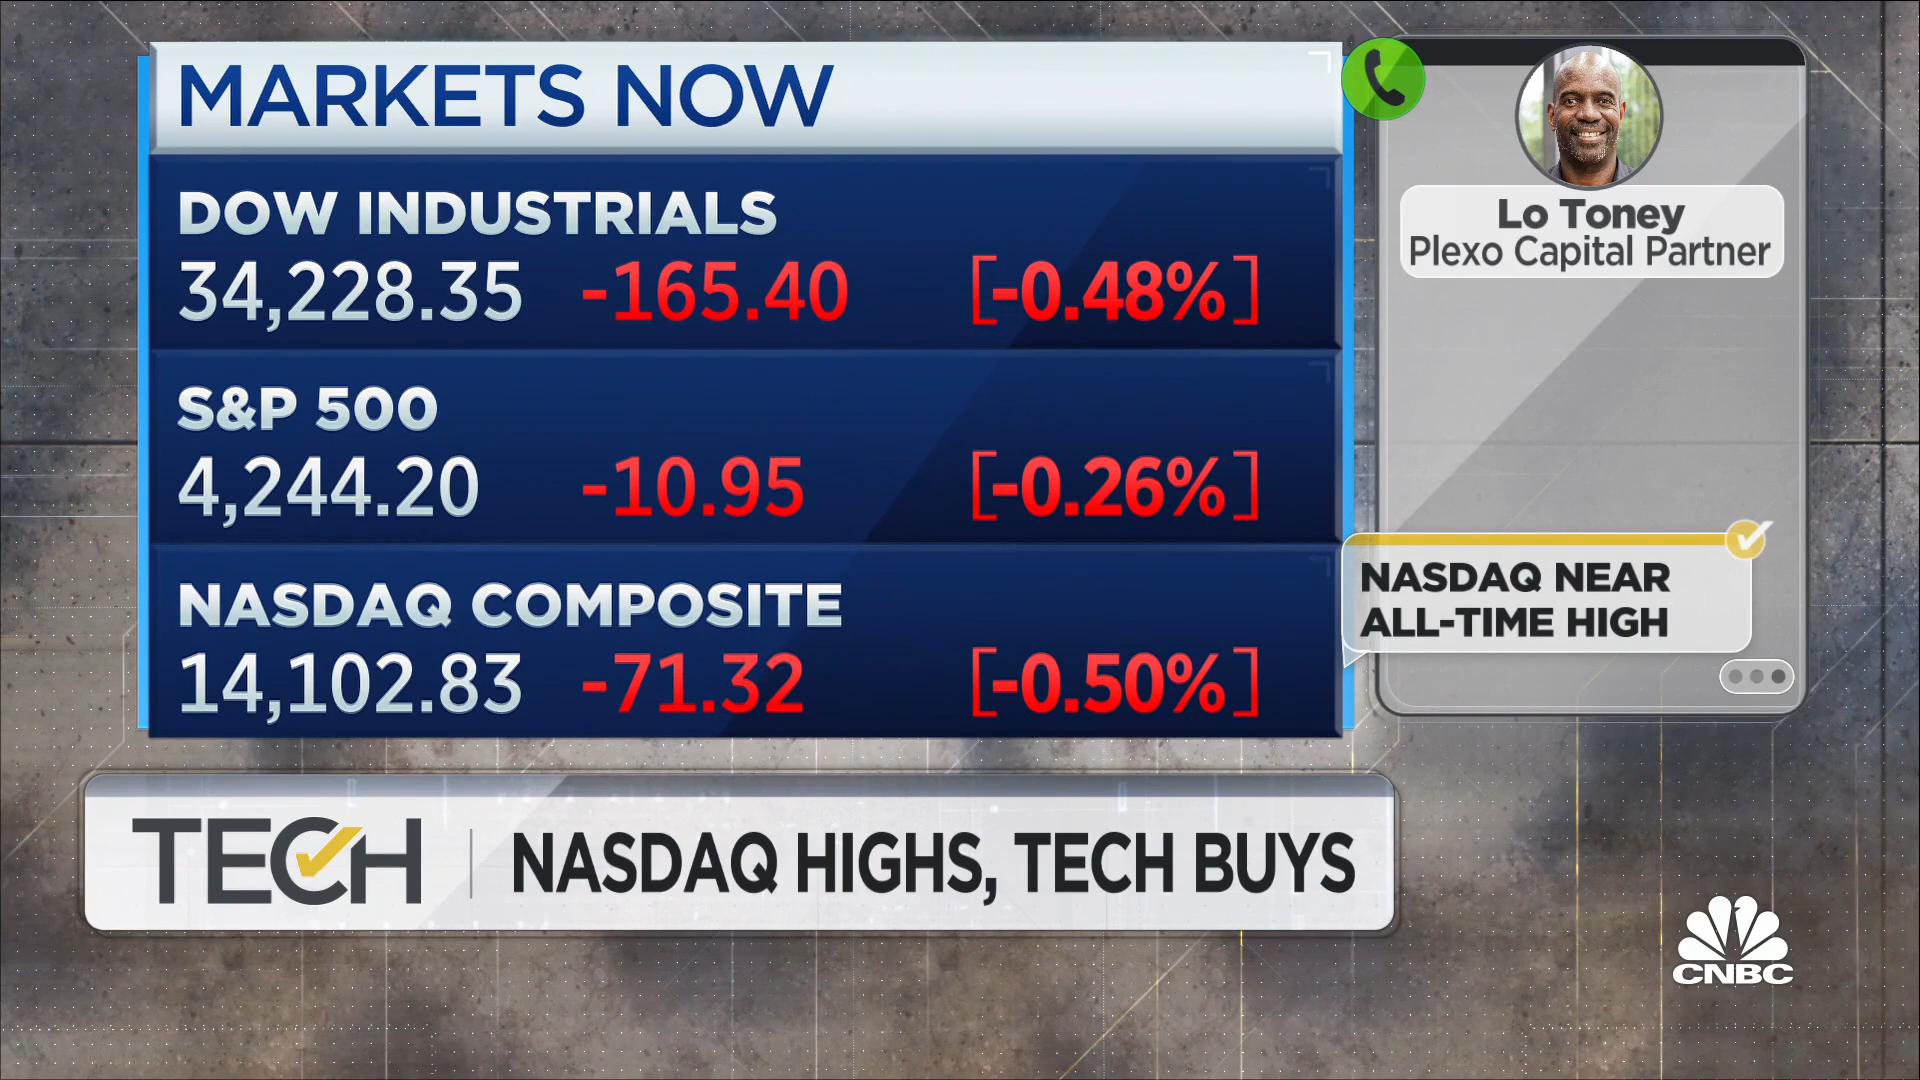 MARKETS NOW
DOW INDUSTRIALS
34,228.35 -165.40 [-0.48%]
S&P 500
4,244.20 -10.95 [-0.26%]
NASDAQ COMPOSITE
14,102.83 -71.32 [-0.50%]
Lo Toney
Plexo Capital Partner
NASDAQ NEAR
ALL-TIME HIGH
TECH NASDAQ HIGHS, TECH BUYS
CNBC